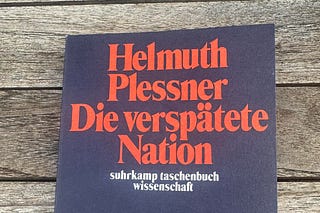 Helmuth
Plessner
Die verspätete
Nation
suhrkamp taschenbuch
wissenschaft